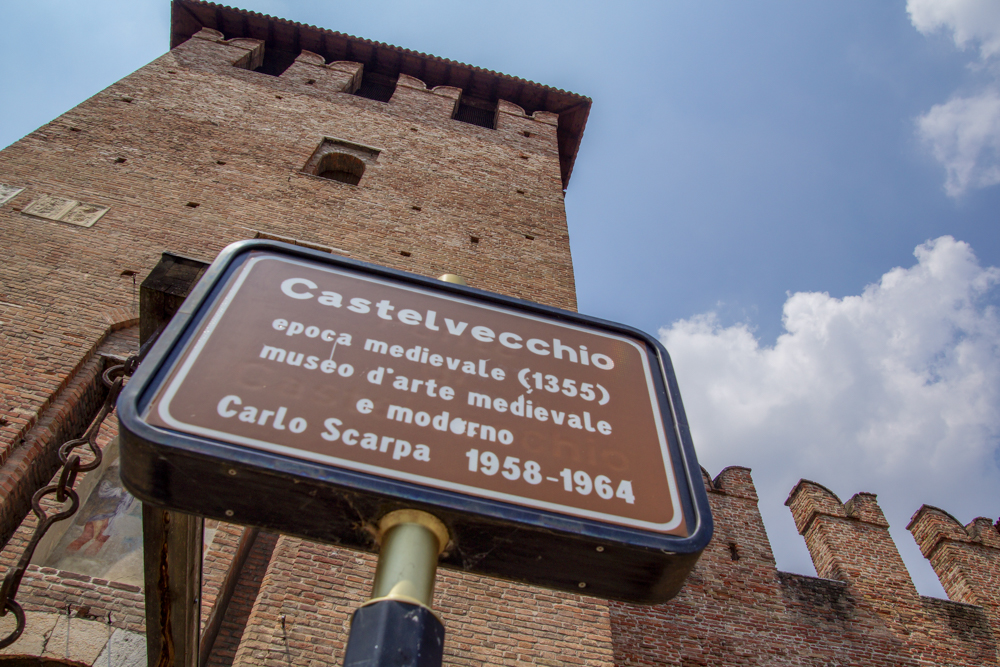 Castelvecchio
epoca medievale (1355)
museo d'arte medievale
e moderno
Carlo Scarpa 1958-1964